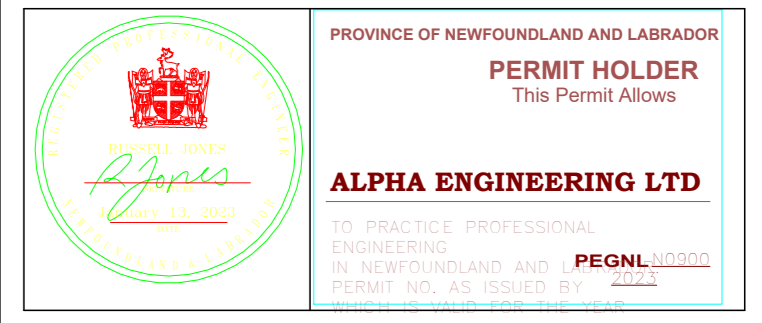 REGISTERED PROFESSIONAL ENGINEER
RUSSELL JONES
R Jones
January 13, 2023
DATE
NEWFOUNDLAND & LABRADOR
PROVINCE OF NEWFOUNDLAND AND LABRADOR
PERMIT HOLDER
This Permit Allows
ALPHA ENGINEERING LTD
TO PRACTICE PROFESSIONAL
ENGINEERING
IN NEWFOUNDLAND AND LABRADOR.
PERMIT NO. AS ISSUED BY PEGNL N0900
WHICH IS VALID FOR THE YEAR 2023